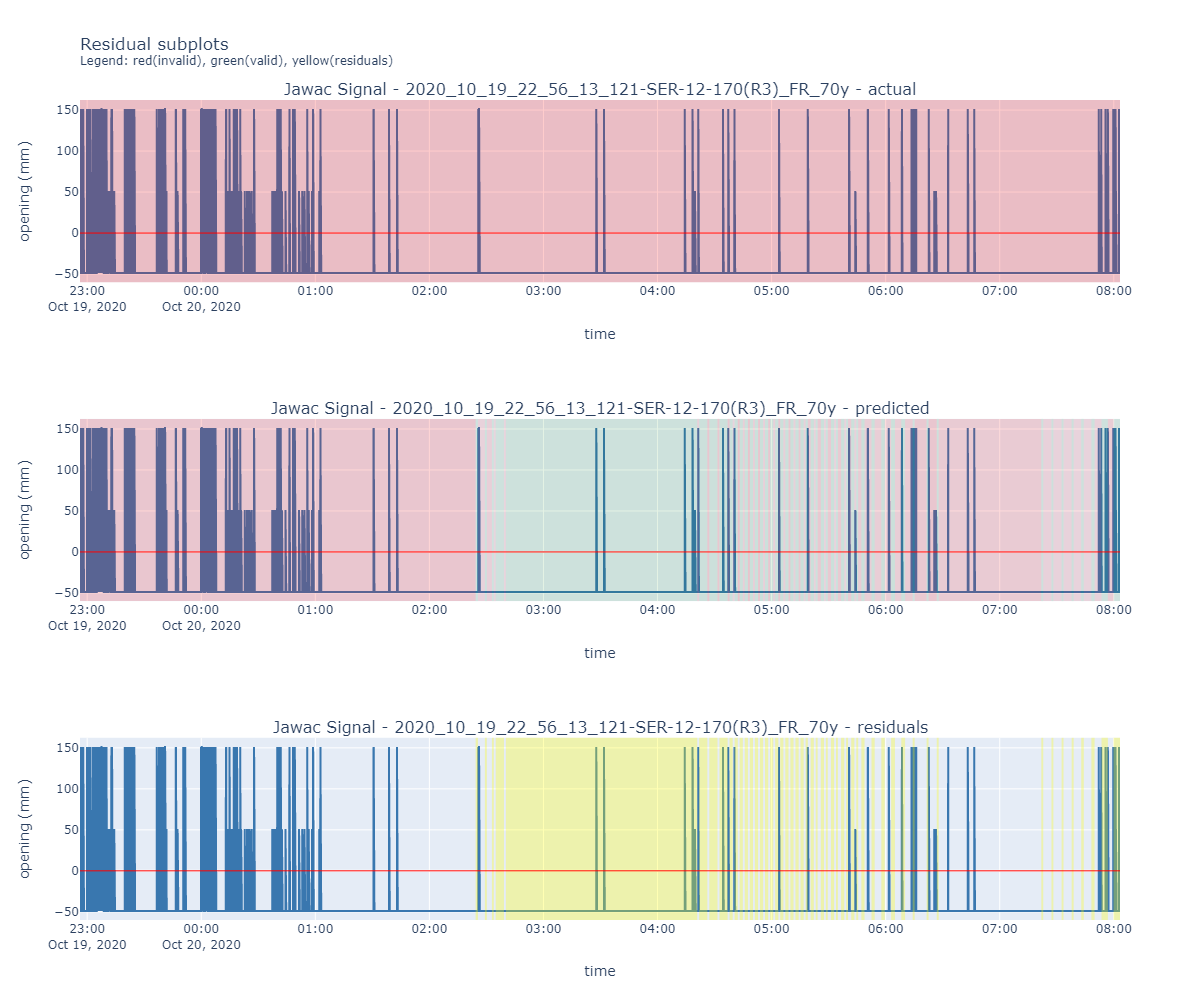 Residual subplots
Legend: red(invalid), green(valid), yellow(residuals)
Jawac Signal - 2020_10_19_22_56_13_121-SER-12-170(R3)_FR_70y - actual
150
100
50
0
−50
opening (mm)
23:00 00:00 01:00 02:00 03:00 04:00 05:00 06:00 07:00 08:00
Oct 19, 2020 Oct 20, 2020
time
Jawac Signal - 2020_10_19_22_56_13_121-SER-12-170(R3)_FR_70y - predicted
150
100
50
0
−50
opening (mm)
23:00 00:00 01:00 02:00 03:00 04:00 05:00 06:00 07:00 08:00
Oct 19, 2020 Oct 20, 2020
time
Jawac Signal - 2020_10_19_22_56_13_121-SER-12-170(R3)_FR_70y - residuals
150
100
50
0
−50
opening (mm)
23:00 00:00 01:00 02:00 03:00 04:00 05:00 06:00 07:00 08:00
Oct 19, 2020 Oct 20, 2020
time